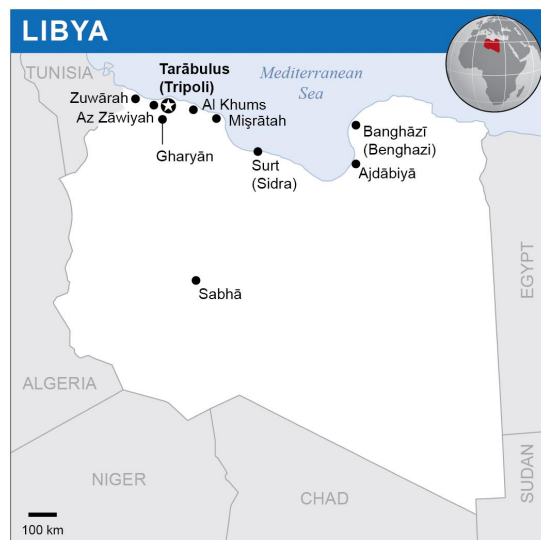 LIBYA
TUNISIA
Tarābulus
(Tripoli)
Mediterranean
Sea
Zuwārah
Az Zāwiyah
Al Khums
Mişrātah
Gharyān
Surt
(Sidra)
Banghāzī
(Benghazi)
Ajdābiyā
Sabhā
EGYPT
ALGERIA
NIGER
CHAD
SUDAN
100 km